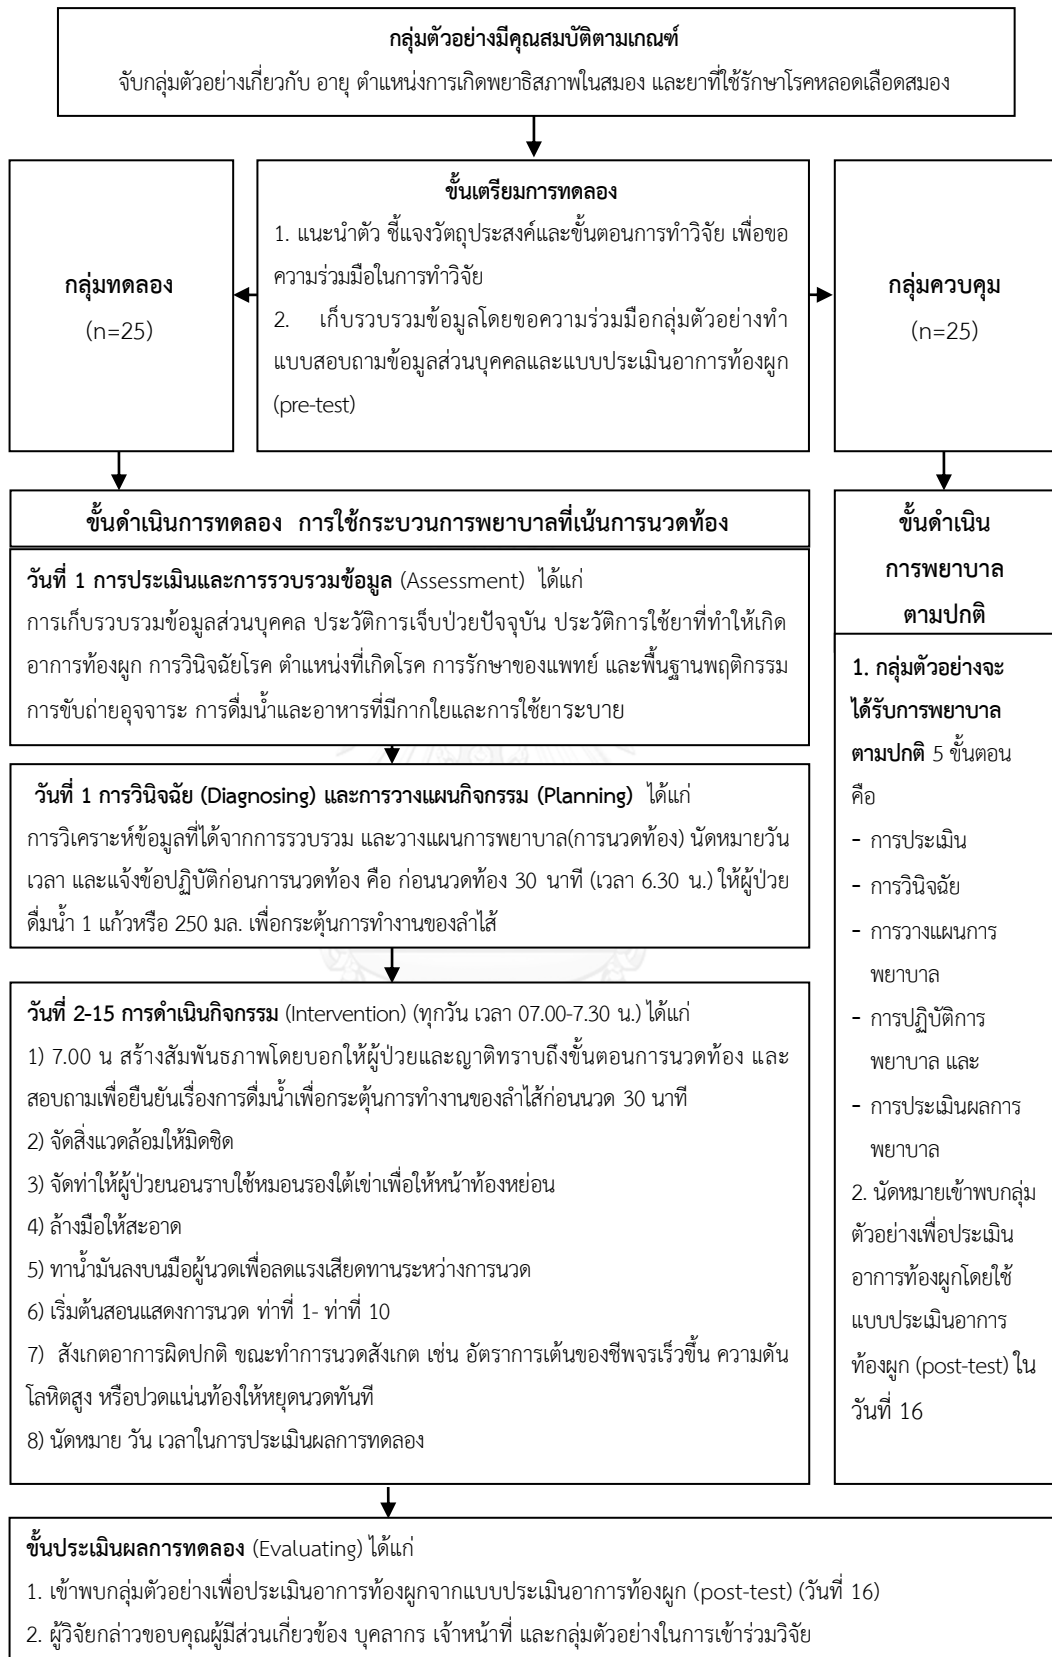 กลุ่มตัวอย่างมีคุณสมบัติตามเกณฑ์
จับกลุ่มตัวอย่างเกี่ยวกับ อายุ ตำแหน่งการเกิดพยาธิสภาพในสมอง และยาที่ใช้รักษาโรคหลอดเลือดสมอง
กลุ่มทดลอง
(n=25)
ขั้นเตรียมการทดลอง
1. แนะนำตัว ชี้แจงวัตถุประสงค์และขั้นตอนการทำวิจัย เพื่อขอ
ความร่วมมือในการทำวิจัย
2. เก็บรวบรวมข้อมูลโดยขอความร่วมมือกลุ่มตัวอย่างทำ
แบบสอบถามข้อมูลส่วนบุคคลและแบบประเมินอาการท้องผูก
(pre-test)
กลุ่มควบคุม
(n=25)
ขั้นดำเนินการทดลอง การใช้กระบวนการพยาบาลที่เน้นการนวดท้อง
วันที่ 1 การประเมินและการรวบรวมข้อมูล (Assessment) ได้แก่
การเก็บรวบรวมข้อมูลส่วนบุคคล ประวัติการเจ็บป่วยปัจจุบัน ประวัติการใช้ยาที่ทำให้เกิด
อาการท้องผูก การวินิจฉัยโรค ตำแหน่งที่เกิดโรค การรักษาของแพทย์ และพื้นฐานพฤติกรรม
การขับถ่ายอุจจาระ การดื่มน้ำและอาหารที่มีกากใยและการใช้ยาระบาย
วันที่ 1 การวินิจฉัย (Diagnosing) และการวางแผนกิจกรรม (Planning) ได้แก่
การวิเคราะห์ข้อมูลที่ได้จากการรวบรวม และวางแผนการพยาบาล(การนวดท้อง) นัดหมายวัน
เวลา และแจ้งข้อปฏิบัติก่อนการนวดท้อง คือ ก่อนนวดท้อง 30 นาที (เวลา 6.30 น.) ให้ผู้ป่วย
ดื่มน้ำ 1 แก้วหรือ 250 มล. เพื่อกระตุ้นการทำงานของลำไส้
วันที่ 2-15 การดำเนินกิจกรรม (Intervention) (ทุกวัน เวลา 07.00-7.30 น.) ได้แก่
1) 7.00 น สร้างสัมพันธภาพโดยบอกให้ผู้ป่วยและญาติทราบถึงขั้นตอนการนวดท้อง และ
สอบถามเพื่อยืนยันเรื่องการดื่มน้ำเพื่อกระตุ้นการทำงานของลำไส้ก่อนนวด 30 นาที
2) จัดสิ่งแวดล้อมให้มิดชิด
3) จัดท่าให้ผู้ป่วยนอนราบใช้หมอนรองใต้เข่าเพื่อให้หน้าท้องหย่อน
4) ล้างมือให้สะอาด
5) ทาน้ำมันลงบนมือผู้นวดเพื่อลดแรงเสียดทานระหว่างการนวด
6) เริ่มต้นสอนแสดงการนวด ท่าที่ 1- ท่าที่ 10
7) สังเกตอาการผิดปกติ ขณะทำการนวดสังเกต เช่น อัตราการเต้นของชีพจรเร็วขึ้น ความดัน
โลหิตสูง หรือปวดแน่นท้องให้หยุดนวดทันที
8) นัดหมาย วัน เวลาในการประเมินผลการทดลอง
ขั้นดำเนิน
การพยาบาล
ตามปกติ
1. กลุ่มตัวอย่างจะ
ได้รับการพยาบาล
ตามปกติ 5 ขั้นตอน
คือ
- การประเมิน
- การวินิจฉัย
- การวางแผนการ
พยาบาล
- การปฏิบัติการ
พยาบาล และ
- การประเมินผลการ
พยาบาล
2. นัดหมายเข้าพบกลุ่ม
ตัวอย่างเพื่อประเมิน
อาการท้องผูกโดยใช้
แบบประเมินอาการ
ท้องผูก (post-test) ใน
วันที่ 16
ขั้นประเมินผลการทดลอง (Evaluating) ได้แก่
1. เข้าพบกลุ่มตัวอย่างเพื่อประเมินอาการท้องผูกจากแบบประเมินอาการท้องผูก (post-test) (วันที่ 16)
2. ผู้วิจัยกล่าวขอบคุณผู้มีส่วนเกี่ยวข้อง บุคลากร เจ้าหน้าที่ และกลุ่มตัวอย่างในการเข้าร่วมวิจัย